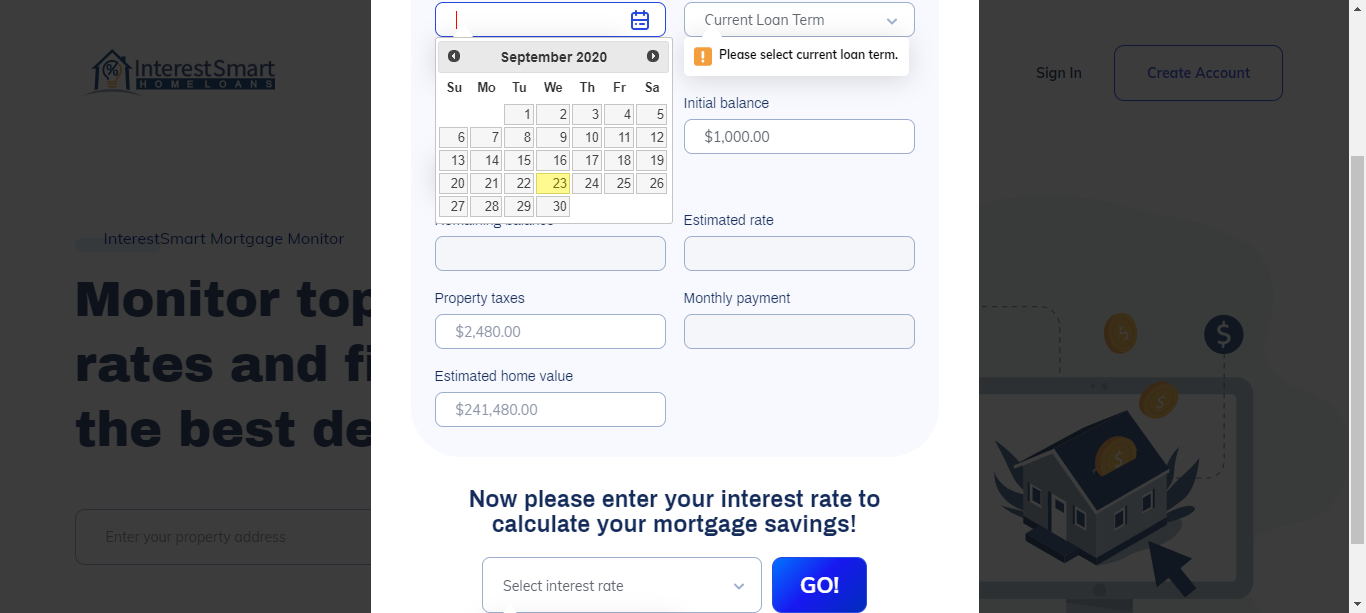 Current Loan Term
September 2020
Su Mo Tu We Th Fr Sa
1 2 3 4 5
6 7 8 9 10 11 12
13 14 15 16 17 18 19
20 21 22 23 24 25 26
27 28 29 30
! Please select current loan term.
InterestSmart
HOME LOANS
Sign In
Create Account
Initial balance
$1,000.00
Remaining balance
Estimated rate
Property taxes
$2,480.00
Monthly payment
Estimated home value
$241,480.00
InterestSmart Mortgage Monitor
Monitor top
rates and fi
the best de
Enter your property address
Now please enter your interest rate to
calculate your mortgage savings!
Select interest rate
GO!
%
$
$
$
$